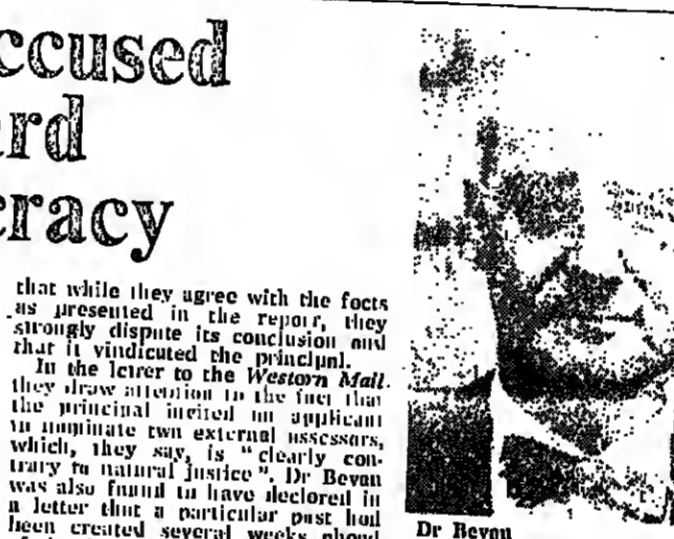 ccused
rd
cracy
that while they agree with the facts
as presented in the report, they
strongly dispute its conclusion and
that it vindicated the principal.
In the letter to the Western Mail
they draw attention to the fact that
the principal invited an applicant
to nominate two external assessors,
which, they say, is "clearly con-
trary to natural justice". Dr Bevan
was also found to have declared in
a letter that a particular post had
been created several weeks ahead
Dr Bevan